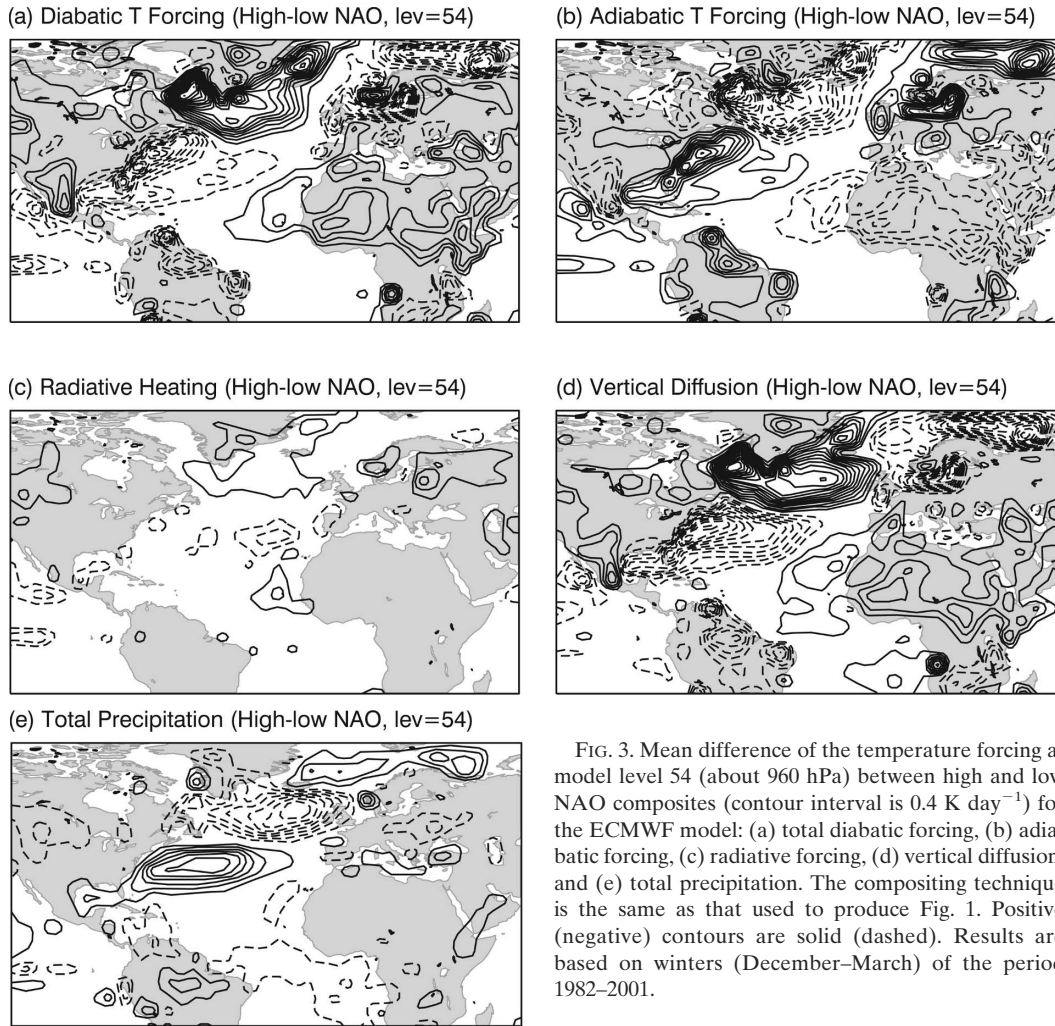 (a) Diabatic T Forcing (High-low NAO, lev=54)
(b) Adiabatic T Forcing (High-low NAO, lev=54)
(c) Radiative Heating (High-low NAO, lev=54)
(d) Vertical Diffusion (High-low NAO, lev=54)
(e) Total Precipitation (High-low NAO, lev=54)
FIG. 3. Mean difference of the temperature forcing a
model level 54 (about 960 hPa) between high and low
NAO composites (contour interval is 0.4 K day⁻¹) fo
the ECMWF model: (a) total diabatic forcing, (b) adia
batic forcing, (c) radiative forcing, (d) vertical diffusion
and (e) total precipitation. The compositing techniqu
is the same as that used to produce Fig. 1. Positiv
(negative) contours are solid (dashed). Results ar
based on winters (December–March) of the period
1982–2001.